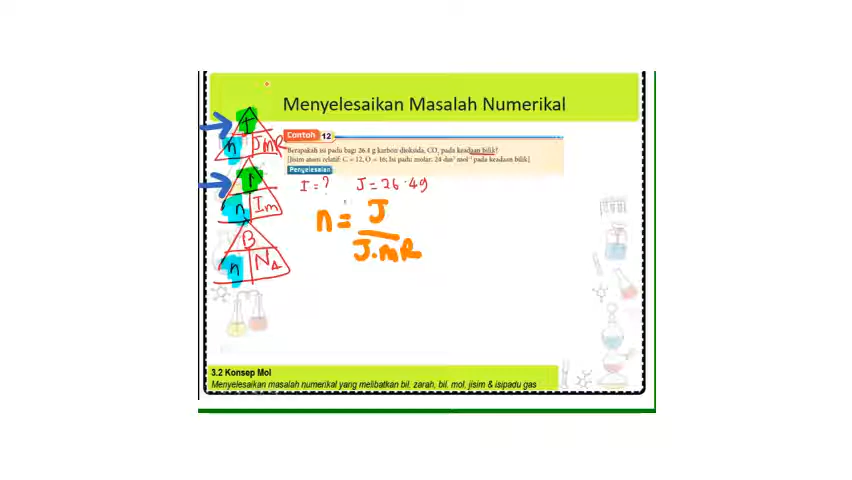 Menyelesaikan Masalah Numerikal
Contoh 12
Berapakah isi padu bagi 26.4 g karbon dioksida, CO₂ pada keadaan bilik?
[Jisim atom relatif: C = 12, O = 16; Isi padu molar: 24 dm³ mol⁻¹ pada keadaan bilik]
Penyelesaian
I = ? J = 26.4g
n = J
J.mR
n JmR
n Im
B
n NA
3.2 Konsep Mol
Menyelesaikan masalah numerikal yang melibatkan bil. zarah, bil. mol, jisim & isipadu gas